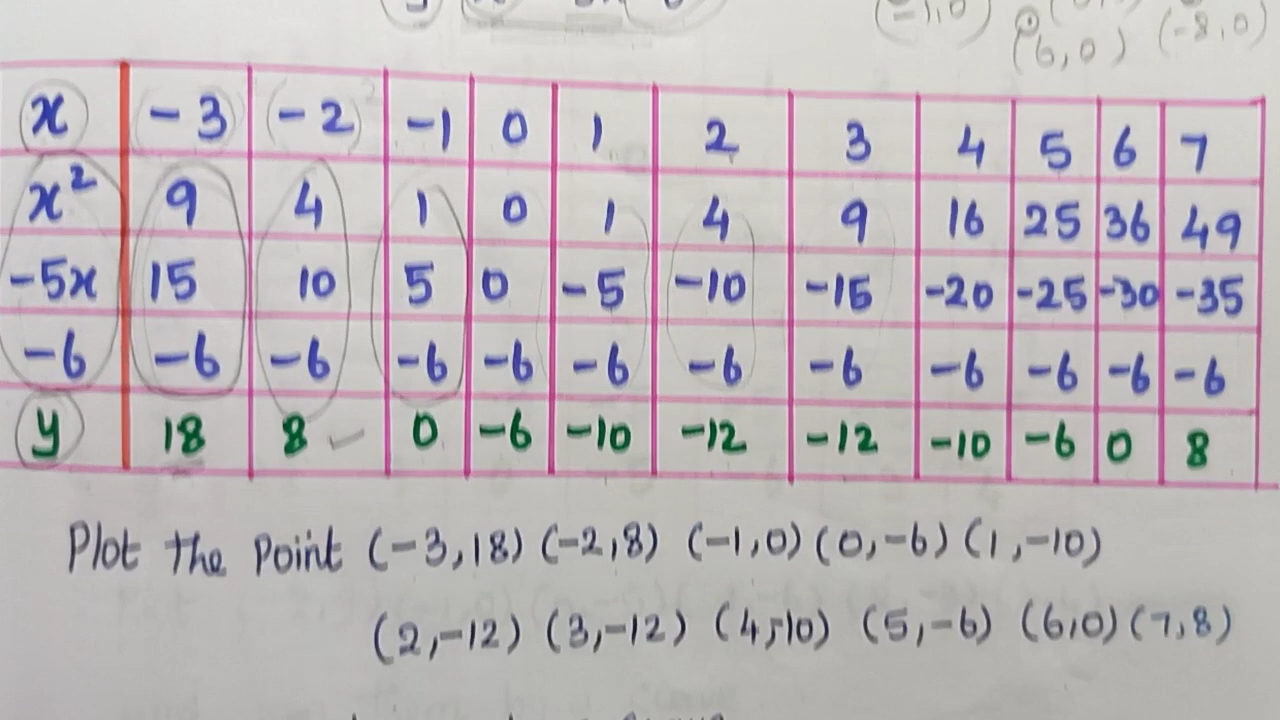 (-1,0)
(6,0) (-8,0)
x -3 (-2)² -1 0 1 2 3 4 5 6 7
x² 9 4 1 0 1 4 9 16 25 36 49
-5x 15 10 5 0 -5 -10 -15 -20 -25 -30 -35
-6 -6 -6 -6 -6 -6 -6 -6 -6 -6 -6 -6
y 18 8 0 -6 -10 -12 -12 -10 -6 0 8
Plot the point (-3,18) (-2,8) (-1,0) (0,-6) (1,-10)
(2,-12) (3,-12) (4,-10) (5,-6) (6,0) (7,8)